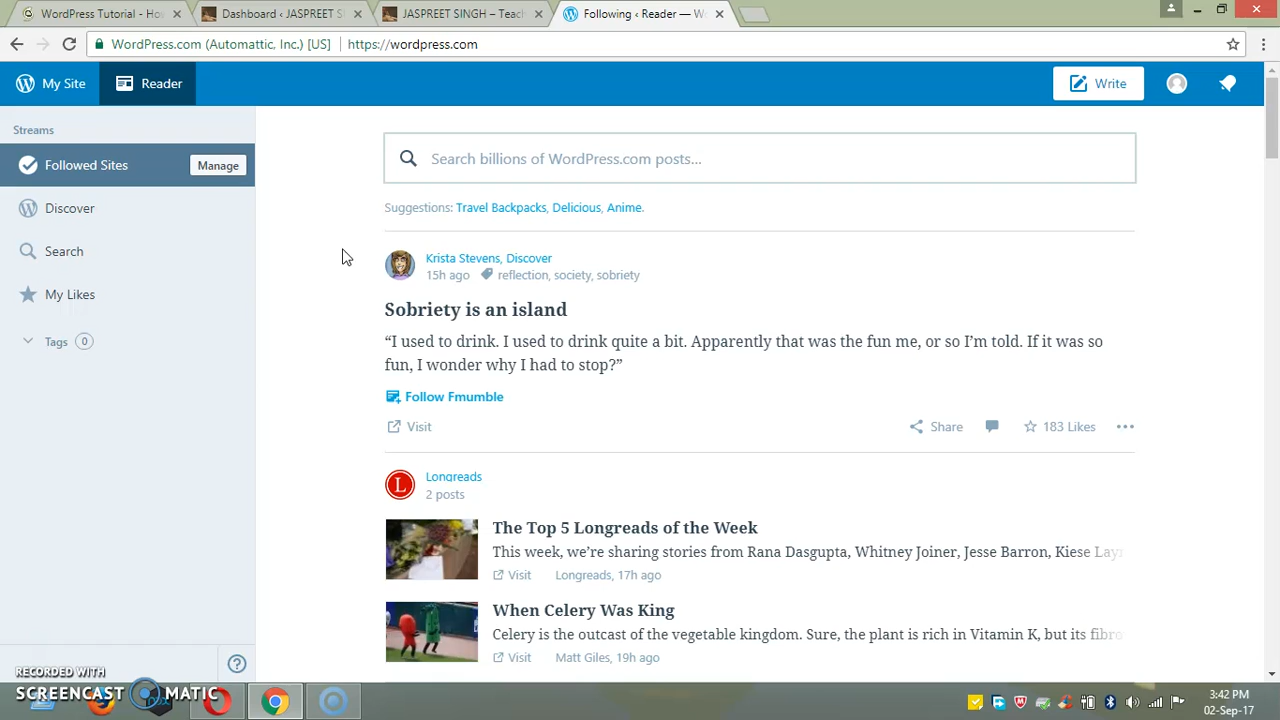 WordPress Tutorial - Ho
Dashboard ‹ JASPREET S
JASPREET SINGH – Teac
Following ‹ Reader — Wo
WordPress.com (Automattic, Inc.) [US]
https://wordpress.com
My Site
Reader
Write
Streams
Followed Sites
Manage
Discover
Search
My Likes
Tags 0
Search billions of WordPress.com posts...
Suggestions: Travel Backpacks, Delicious, Anime.
Krista Stevens, Discover
15h ago reflection, society, sobriety
Sobriety is an island
“I used to drink. I used to drink quite a bit. Apparently that was the fun me, or so I’m told. If it was so
fun, I wonder why I had to stop?”
Follow Fmumble
Visit
Share
183 Likes
L
Longreads
2 posts
The Top 5 Longreads of the Week
This week, we’re sharing stories from Rana Dasgupta, Whitney Joiner, Jesse Barron, Kiese Lay
Visit Longreads, 17h ago
When Celery Was King
Celery is the outcast of the vegetable kingdom. Sure, the plant is rich in Vitamin K, but its fibro
Visit Matt Giles, 19h ago
RECORDED WITH
SCREENCAST MATIC
3:42 PM
02-Sep-17